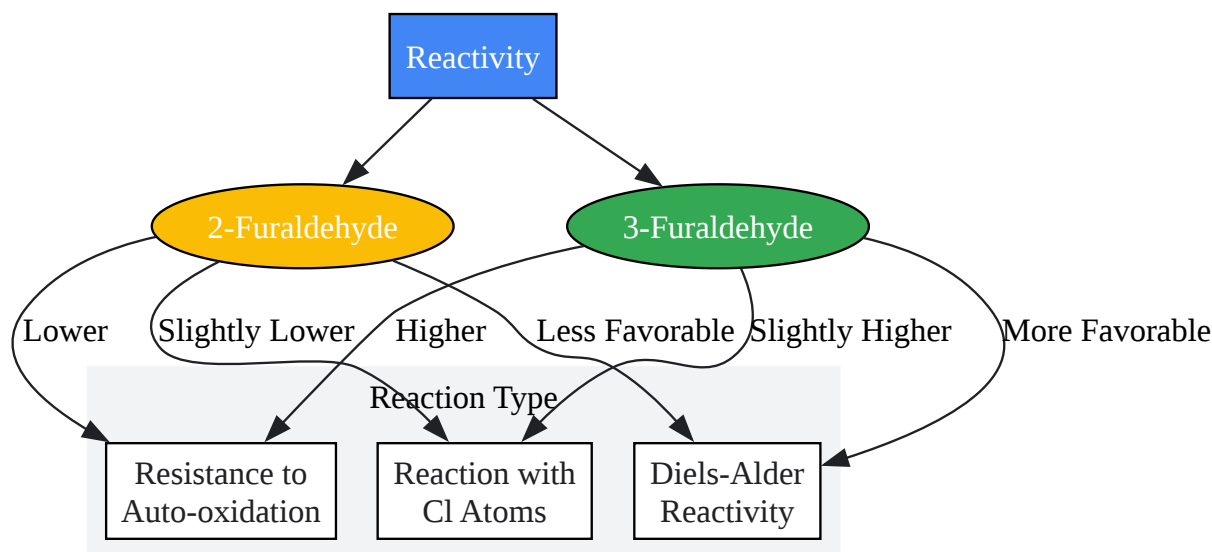 Reactivity
2-Furaldehyde
3-Furaldehyde
Lower
Slightly Lower
Higher
Less Favorable
Slightly Higher
More Favorable
Reaction Type
Resistance to
Auto-oxidation
Reaction with
Cl Atoms
Diels-Alder
Reactivity